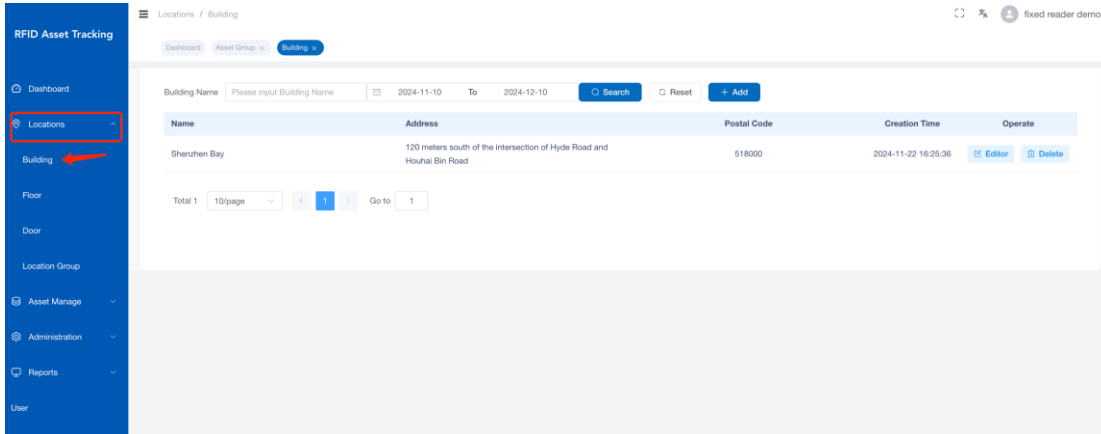 Locations / Building
fixed reader demo
RFID Asset Tracking
Dashboard
Asset Group ×
Building ×
Dashboard
Locations
Building
Floor
Door
Location Group
Asset Manage
Administration
Reports
User
Building Name
Please input Building Name
2024-11-10 To 2024-12-10
Search
Reset
+ Add
Name Address Postal Code Creation Time Operate
Shenzhen Bay
120 meters south of the intersection of Hyde Road and
Houhai Bin Road
518000
2024-11-22 16:25:36
Editor
Delete
Total 1
10/page
< 1 >
Go to 1